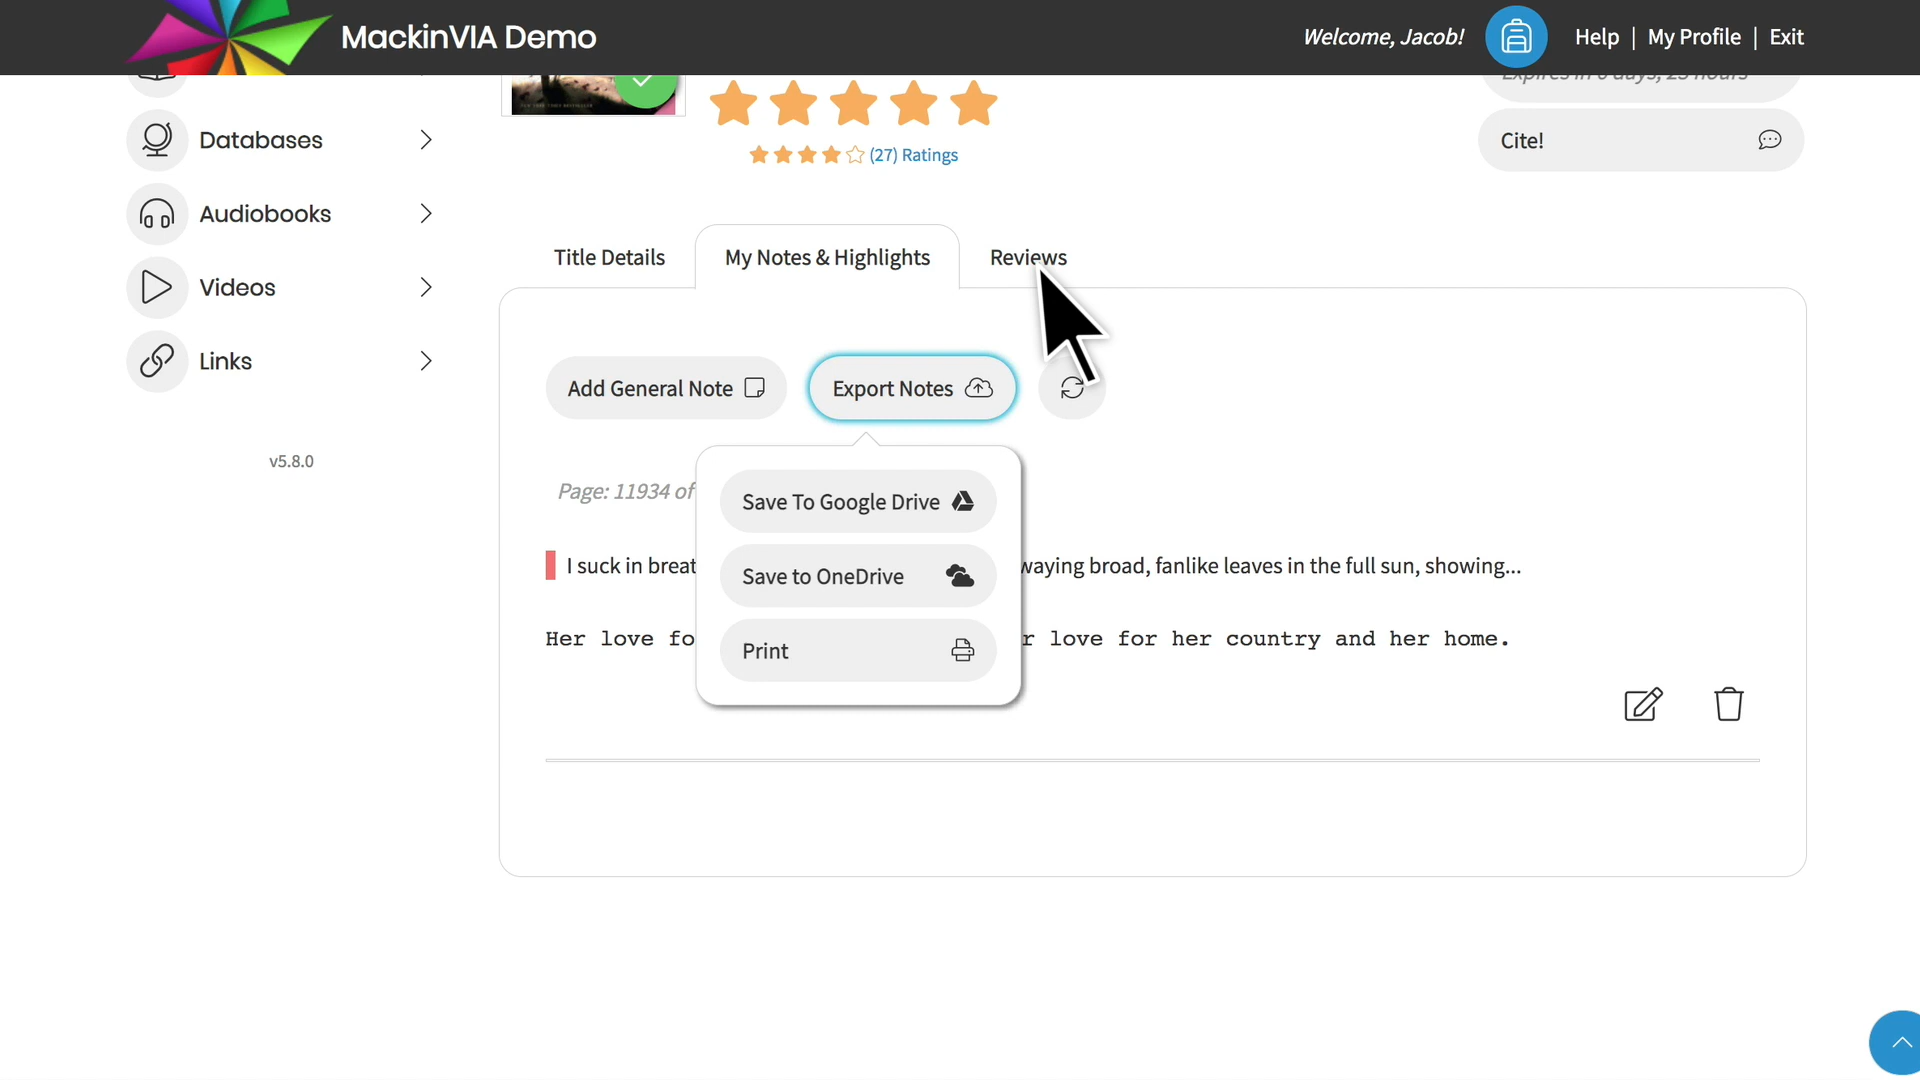 MackinVIA Demo
Welcome, Jacob!
Help | My Profile | Exit
Databases
Audiobooks
Videos
Links
v5.8.0
(27) Ratings
Cite!
Title Details
My Notes & Highlights
Reviews
Add General Note
Export Notes
Page: 11934 of
Save To Google Drive
Save to OneDrive
Print
I suck in breat
waying broad, fanlike leaves in the full sun, showing...
Her love fo
r love for her country and her home.